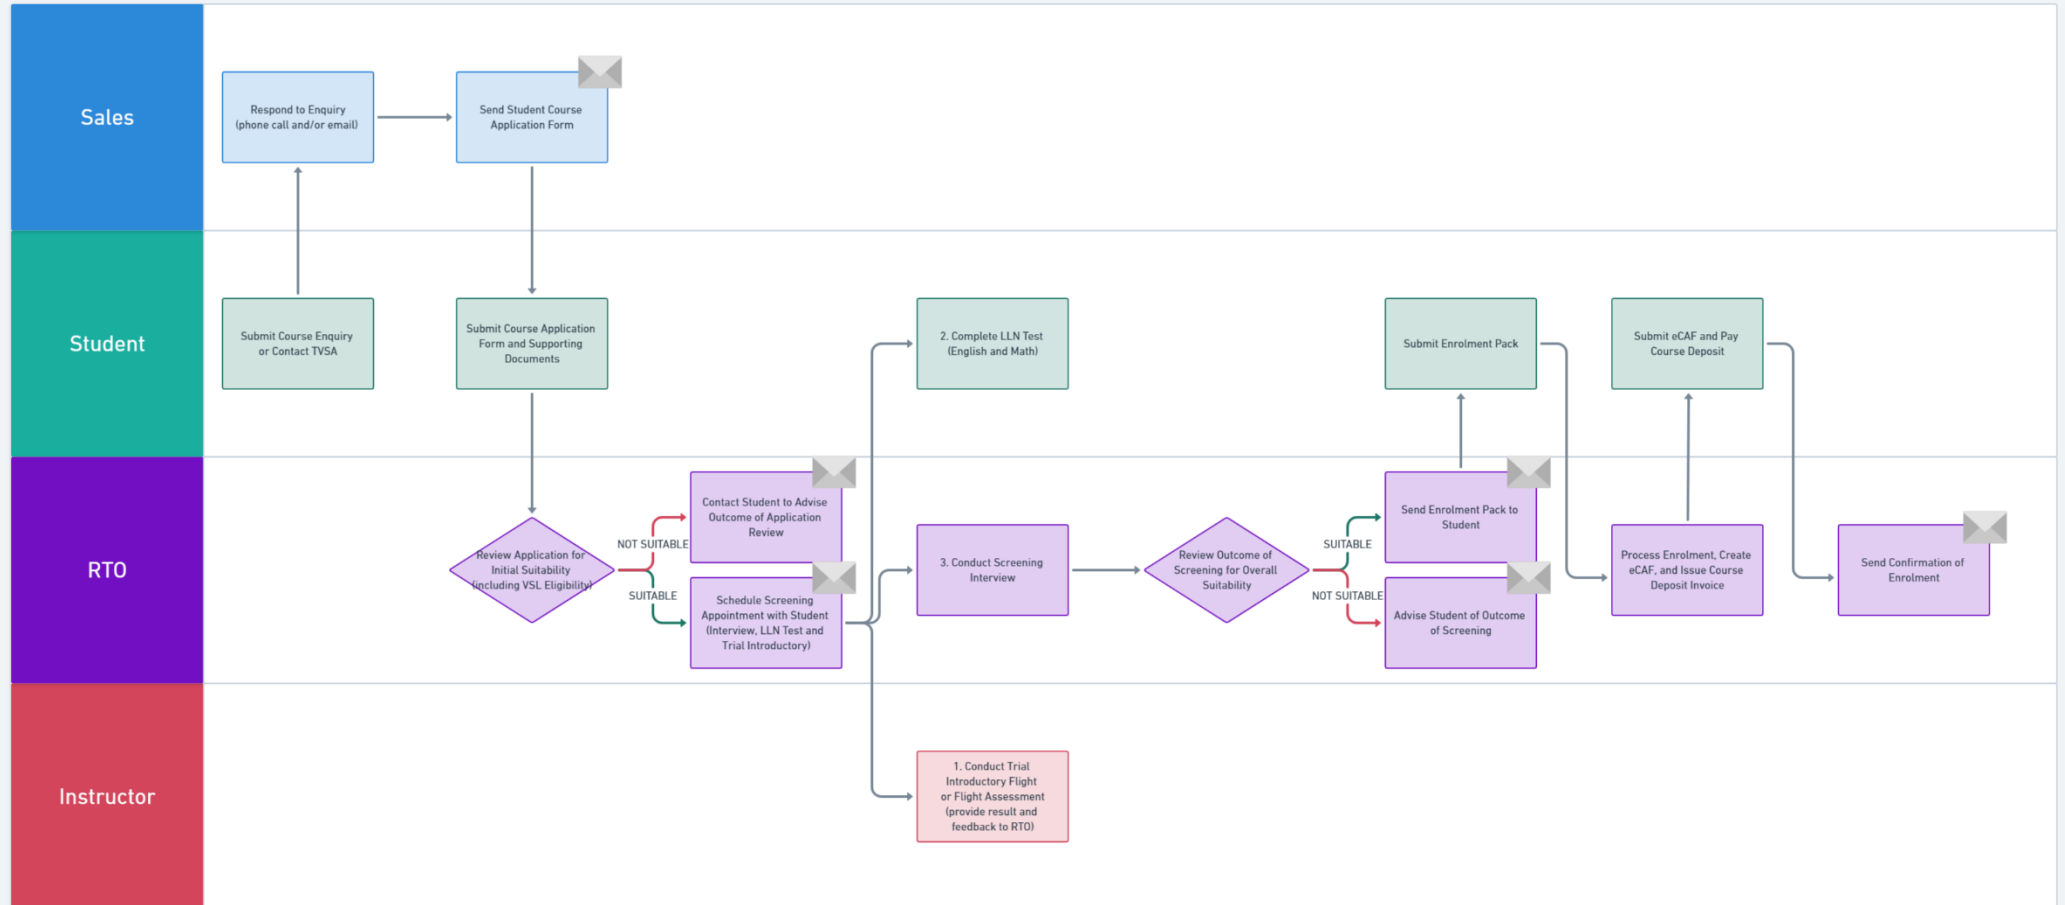 Sales
Respond to Enquiry
(phone call and/or email)
Send Student Course
Application Form
Student
Submit Course Enquiry
or Contact TVSA
Submit Course Application
Form and Supporting
Documents
2. Complete LLN Test
(English and Math)
Submit Enrolment Pack
Submit eCAF and Pay
Course Deposit
RTO
Review Application for
Initial Suitability
(including VSL Eligibility)
NOT SUITABLE
SUITABLE
Contact Student to Advise
Outcome of Application
Review
Schedule Screening
Appointment with Student
(Interview, LLN Test and
Trial Introductory)
3. Conduct Screening
Interview
Review Outcome of
Screening for Overall
Suitability
SUITABLE
NOT SUITABLE
Send Enrolment Pack to
Student
Advise Student of Outcome
of Screening
Process Enrolment, Create
eCAF, and Issue Course
Deposit Invoice
Send Confirmation of
Enrolment
Instructor
1. Conduct Trial
Introductory Flight
or Flight Assessment
(provide result and
feedback to RTO)